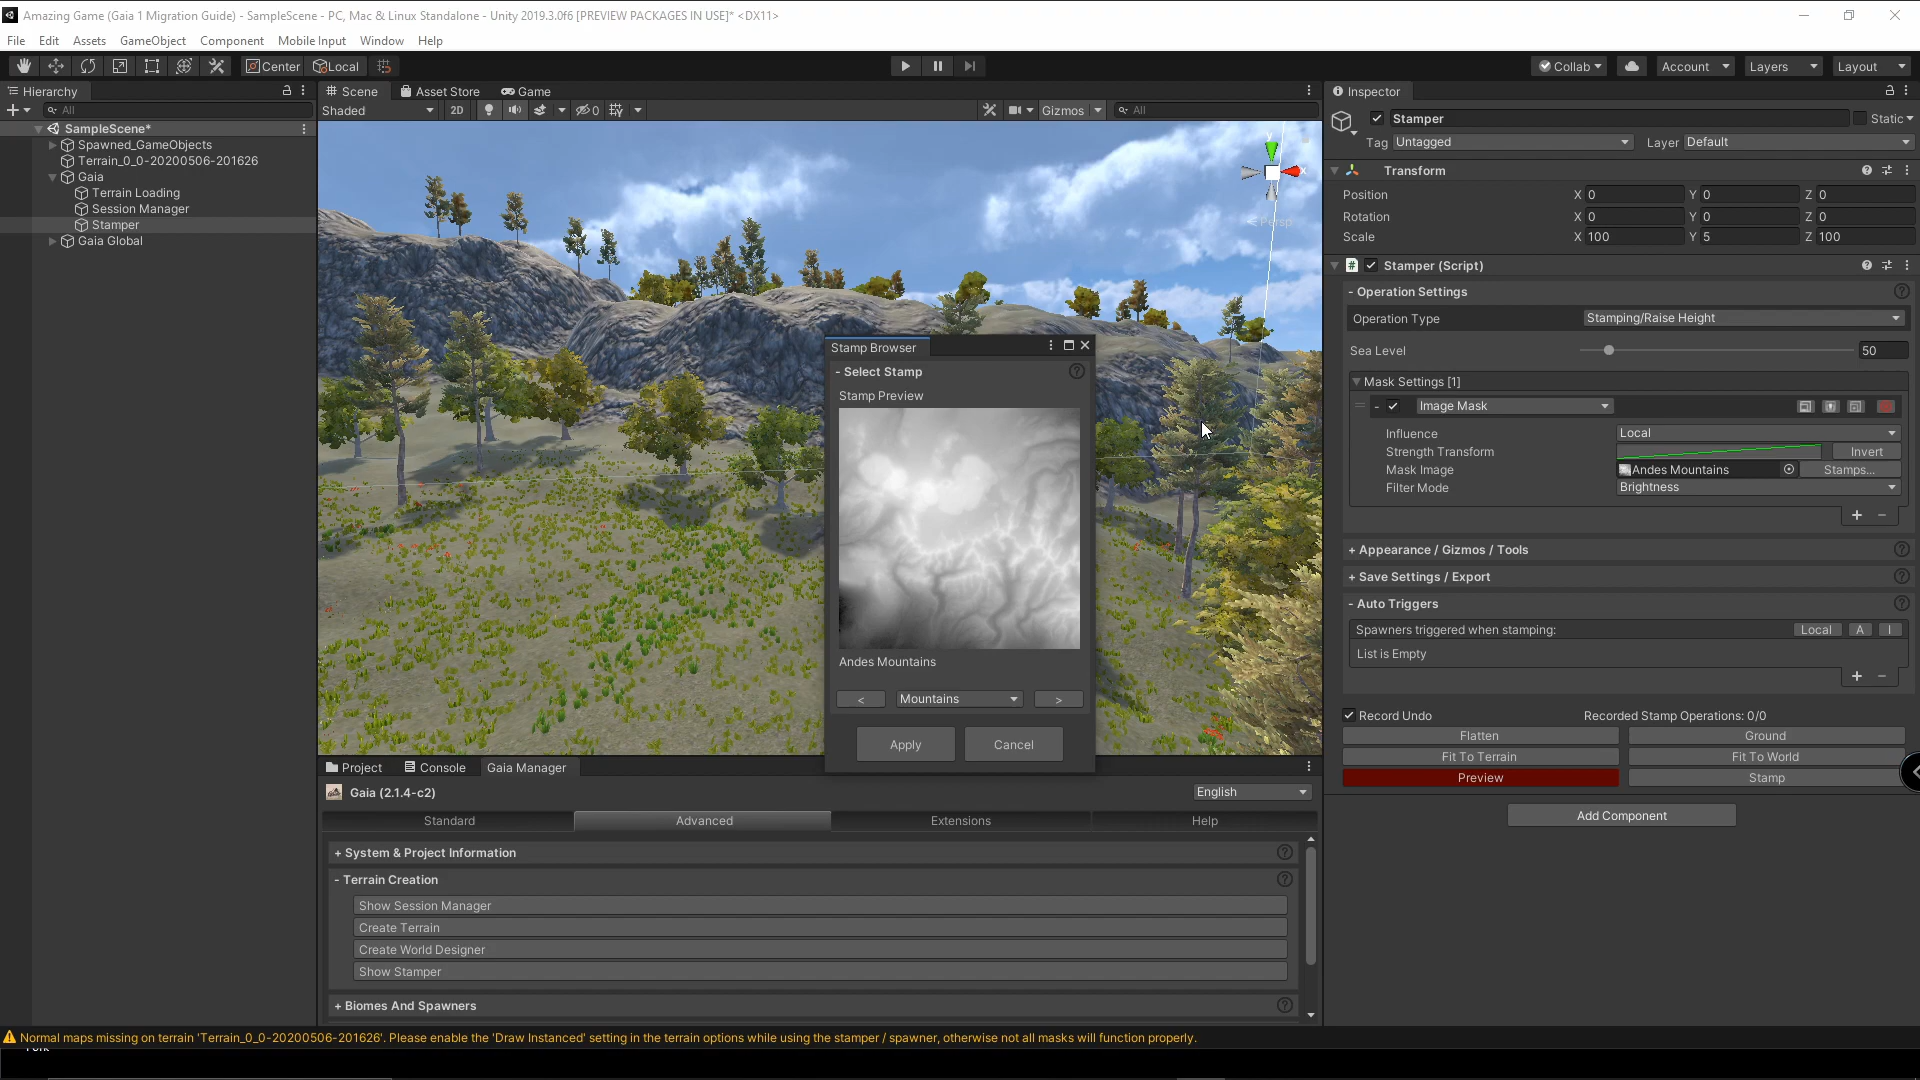 Amazing Game (Gaia 1 Migration Guide) - SampleScene - PC, Mac & Linux Standalone - Unity 2019.3.0f6 [PREVIEW PACKAGES IN USE]* <DX11>
File Edit Assets GameObject Component Mobile Input Window Help
Center Local Collab Account Layers Layout
Hierarchy
All
SampleScene*
Spawned_GameObjects
Terrain_0_0-20200506-201626
Gaia
Terrain Loading
Session Manager
Stamper
Gaia Global
Scene Asset Store Game
Shaded 2D 0 Gizmos All
y
x
< Persp
Stamp Browser
- Select Stamp
Stamp Preview
Andes Mountains
< Mountains >
Apply Cancel
Project Console Gaia Manager
Gaia (2.1.4-c2) English
Standard Advanced Extensions Help
+ System & Project Information
- Terrain Creation
Show Session Manager
Create Terrain
Create World Designer
Show Stamper
+ Biomes And Spawners
Inspector
Stamper Static
Tag Untagged Layer Default
Transform
Position X 0 Y 0 Z 0
Rotation X 0 Y 0 Z 0
Scale X 100 Y 5 Z 100
# Stamper (Script)
- Operation Settings
Operation Type Stamping/Raise Height
Sea Level 50
Mask Settings [1]
- Image Mask
Influence Local
Strength Transform Invert
Mask Image Andes Mountains Stamps...
Filter Mode Brightness
+ -
+ Appearance / Gizmos / Tools
+ Save Settings / Export
- Auto Triggers
Spawners triggered when stamping: Local A I
List is Empty
+ -
Record Undo Recorded Stamp Operations: 0/0
Flatten Ground
Fit To Terrain Fit To World
Preview Stamp
Add Component
Normal maps missing on terrain 'Terrain_0_0-20200506-201626'. Please enable the 'Draw Instanced' setting in the terrain options while using the stamper / spawner, otherwise not all masks will function properly.